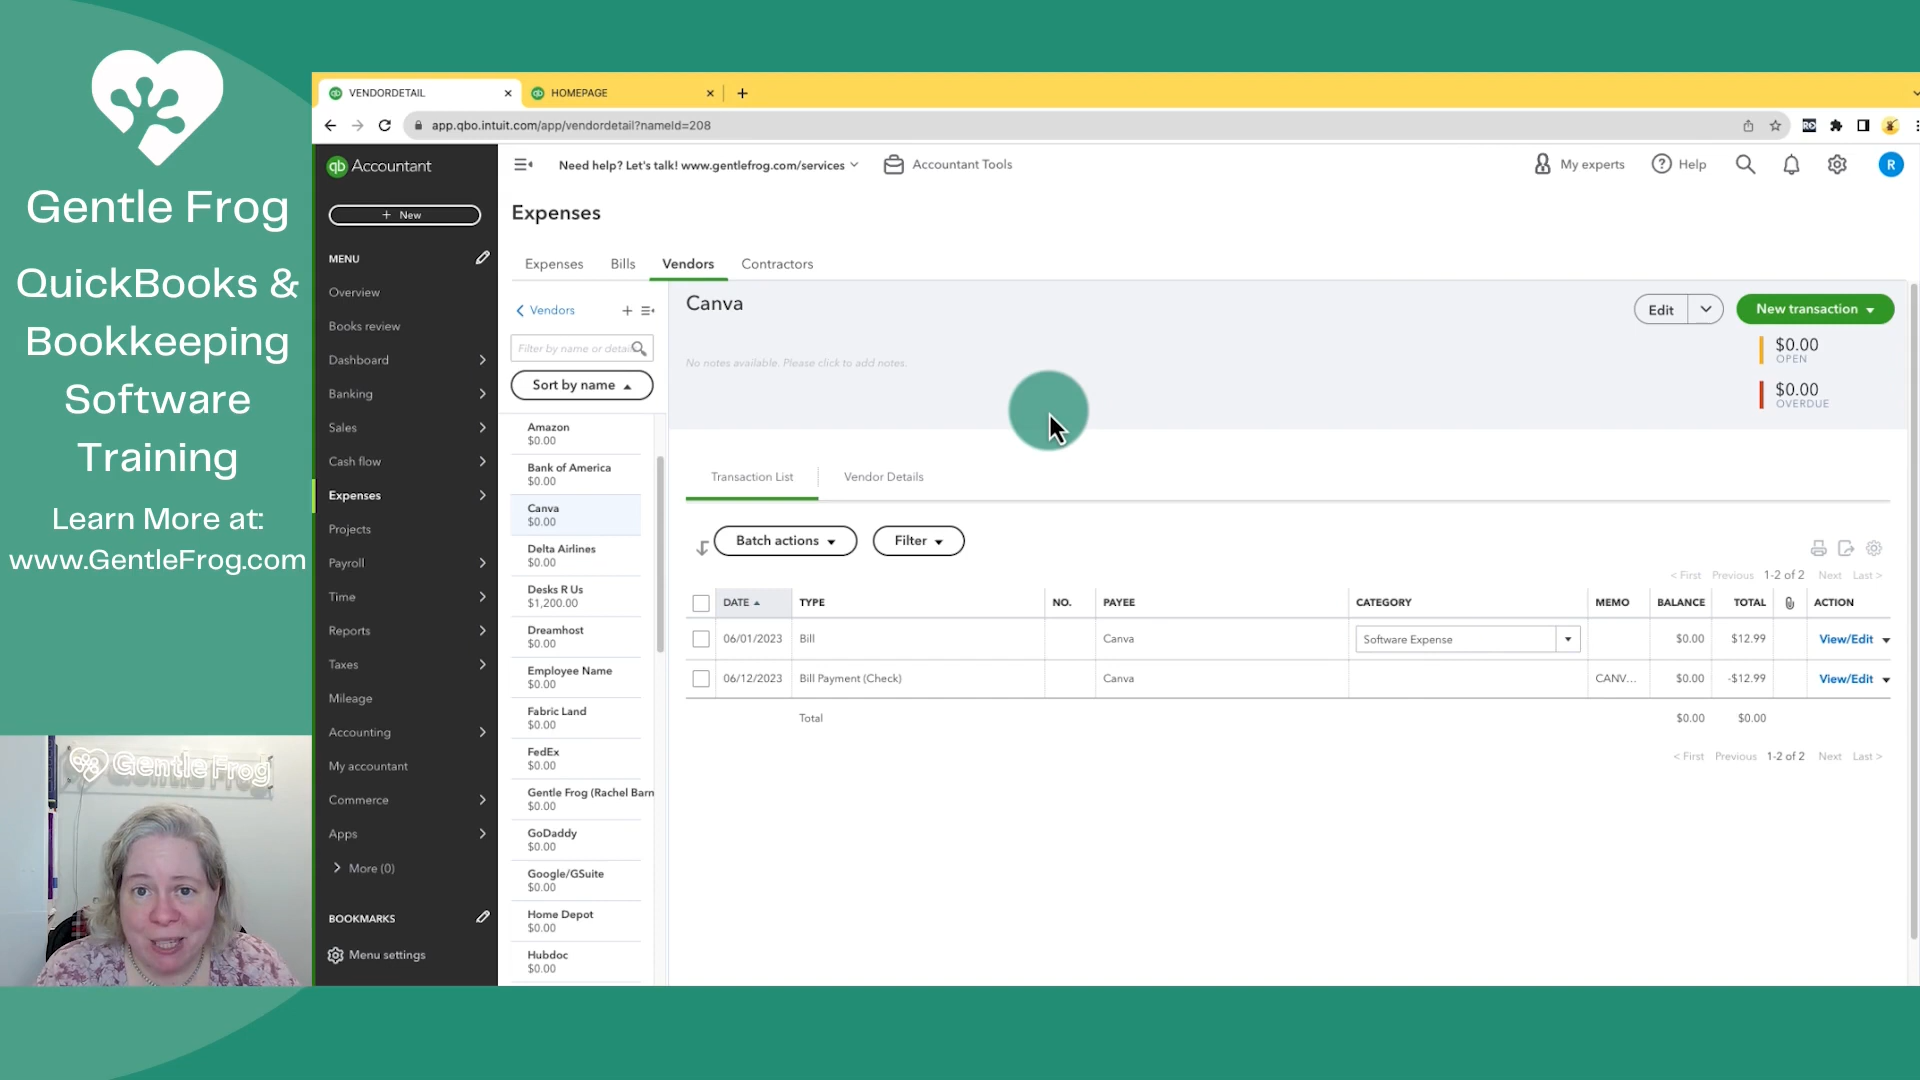 Gentle Frog
QuickBooks &
Bookkeeping
Software
Training
Learn More at:
www.GentleFrog.com
Gentle Frog
VENDORDETAIL
HOMEPAGE
app.qbo.intuit.com/app/vendordetail?nameId=208
qb Accountant
+ New
MENU
Overview
Books review
Dashboard
Banking
Sales
Cash flow
Expenses
Projects
Payroll
Time
Reports
Taxes
Mileage
Accounting
My accountant
Commerce
Apps
More (0)
BOOKMARKS
Menu settings
Need help? Let's talk! www.gentlefrog.com/services
Accountant Tools
My experts
Help
R
Expenses
Expenses Bills Vendors Contractors
Vendors
Filter by name or detai
Sort by name
Amazon
$0.00
Bank of America
$0.00
Canva
$0.00
Delta Airlines
$0.00
Desks R Us
$1,200.00
Dreamhost
$0.00
Employee Name
$0.00
Fabric Land
$0.00
FedEx
$0.00
Gentle Frog (Rachel Barn
$0.00
GoDaddy
$0.00
Google/GSuite
$0.00
Home Depot
$0.00
Hubdoc
$0.00
Canva
No notes available. Please click to add notes.
Edit
New transaction
$0.00
OPEN
$0.00
OVERDUE
Transaction List
Vendor Details
Batch actions
Filter
< First Previous 1-2 of 2 Next Last >
DATE TYPE NO. PAYEE CATEGORY MEMO BALANCE TOTAL ACTION
06/01/2023 Bill Canva Software Expense $0.00 $12.99 View/Edit
06/12/2023 Bill Payment (Check) Canva CANV... $0.00 -$12.99 View/Edit
Total $0.00 $0.00
< First Previous 1-2 of 2 Next Last >